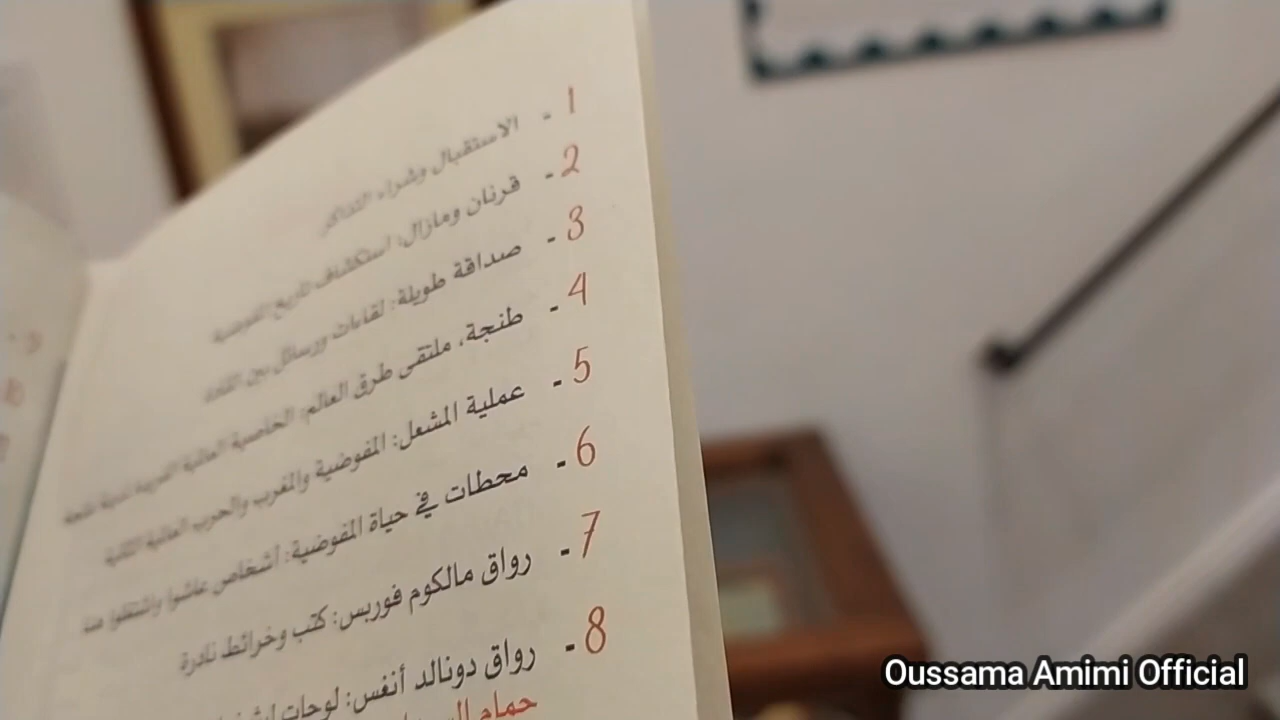 1 - الاستقبال وشراء التذاكر
2 - قرنان ومازال: استكشاف تاريخ المفوضية
3 - صداقة طويلة: لقاءات ورسائل بين القادة
4 - طنجة، ملتقى طرق العالم: الخاصية العالمية الفريدة لمدينة طنجة
5 - عملية المشعل: المفوضية والمغرب والحرب العالمية الثانية
6 - محطات في حياة المفوضية: أشخاص عاشوا واشتغلوا هنا
7 - رواق مالكوم فوربس: كتب وخرائط نادرة
8 - رواق دونالد أنفس: لوحات
حمام
Oussama Amimi Official